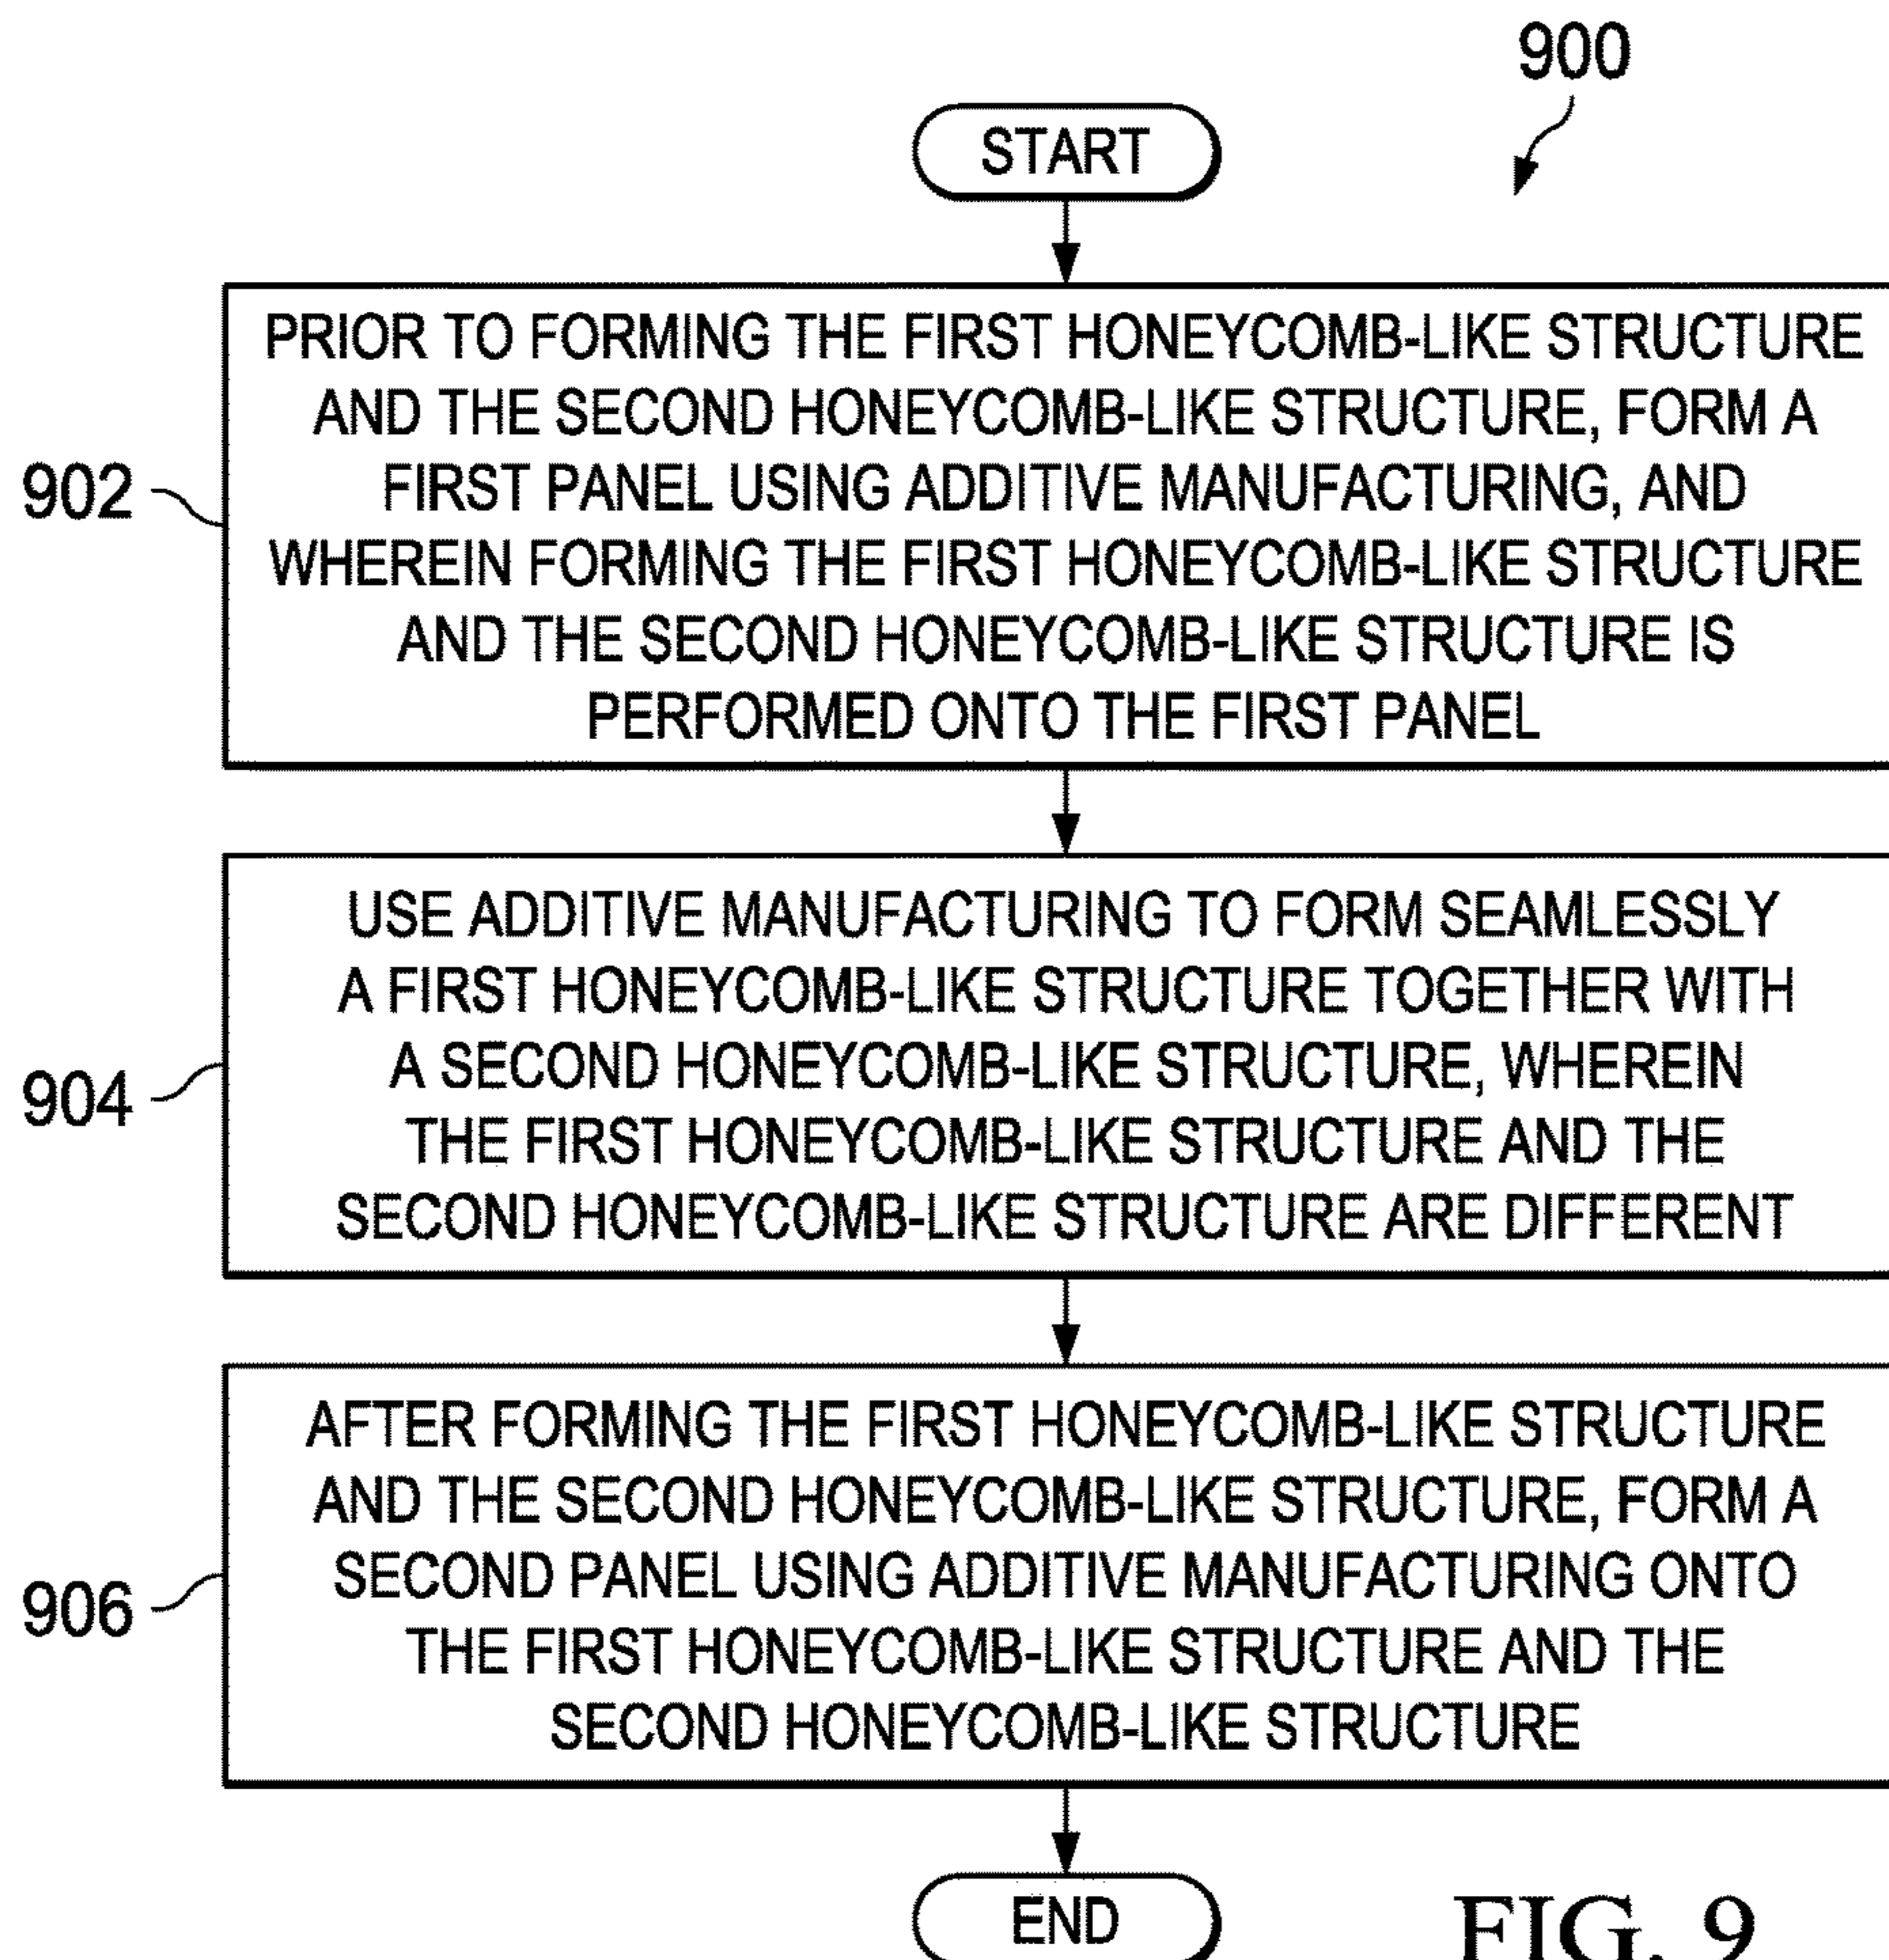 900
START
PRIOR TO FORMING THE FIRST HONEYCOMB-LIKE STRUCTURE
AND THE SECOND HONEYCOMB-LIKE STRUCTURE, FORM A
FIRST PANEL USING ADDITIVE MANUFACTURING, AND
WHEREIN FORMING THE FIRST HONEYCOMB-LIKE STRUCTURE
AND THE SECOND HONEYCOMB-LIKE STRUCTURE IS
PERFORMED ONTO THE FIRST PANEL
902
USE ADDITIVE MANUFACTURING TO FORM SEAMLESSLY
A FIRST HONEYCOMB-LIKE STRUCTURE TOGETHER WITH
A SECOND HONEYCOMB-LIKE STRUCTURE, WHEREIN
THE FIRST HONEYCOMB-LIKE STRUCTURE AND THE
SECOND HONEYCOMB-LIKE STRUCTURE ARE DIFFERENT
904
AFTER FORMING THE FIRST HONEYCOMB-LIKE STRUCTURE
AND THE SECOND HONEYCOMB-LIKE STRUCTURE, FORM A
SECOND PANEL USING ADDITIVE MANUFACTURING ONTO
THE FIRST HONEYCOMB-LIKE STRUCTURE AND THE
SECOND HONEYCOMB-LIKE STRUCTURE
906
END
FIG. 9